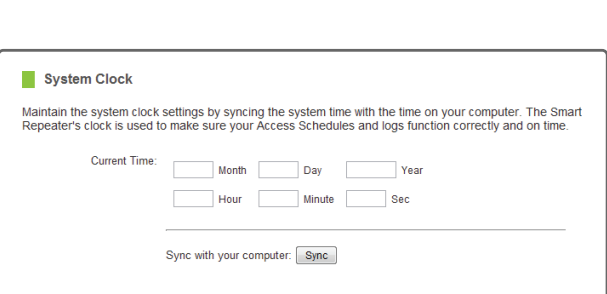 System Clock
Maintain the system clock settings by syncing the system time with the time on your computer. The Smart
Repeater's clock is used to make sure your Access Schedules and logs function correctly and on time.
Current Time: Month Day Year
Hour Minute Sec
Sync with your computer: Sync